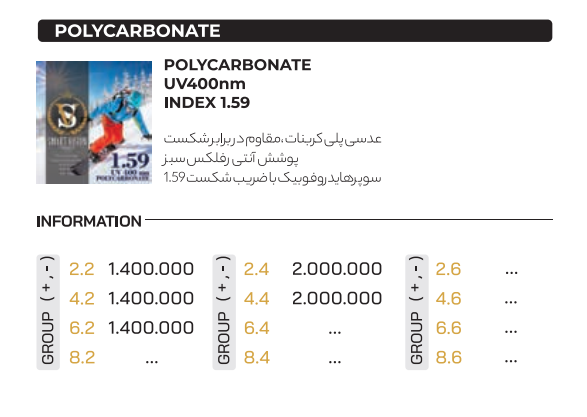 POLYCARBONATE
POLYCARBONATE
UV400nm
INDEX 1.59
عدسی پلی کربنات،مقاوم در برابر شکست
پوشش آنتی رفلکس سبز
سوپرهایدروفوبیک با ضریب شکست 1.59
VS
SMART VISION
1.59
UV 400 nm
POLYCARBONATE
INFORMATION
GROUP (+,-)
2.2 1.400.000
4.2 1.400.000
6.2 1.400.000
8.2 ...
GROUP (+,-)
2.4 2.000.000
4.4 2.000.000
6.4 ...
8.4 ...
GROUP (+,-)
2.6 ...
4.6 ...
6.6 ...
8.6 ...